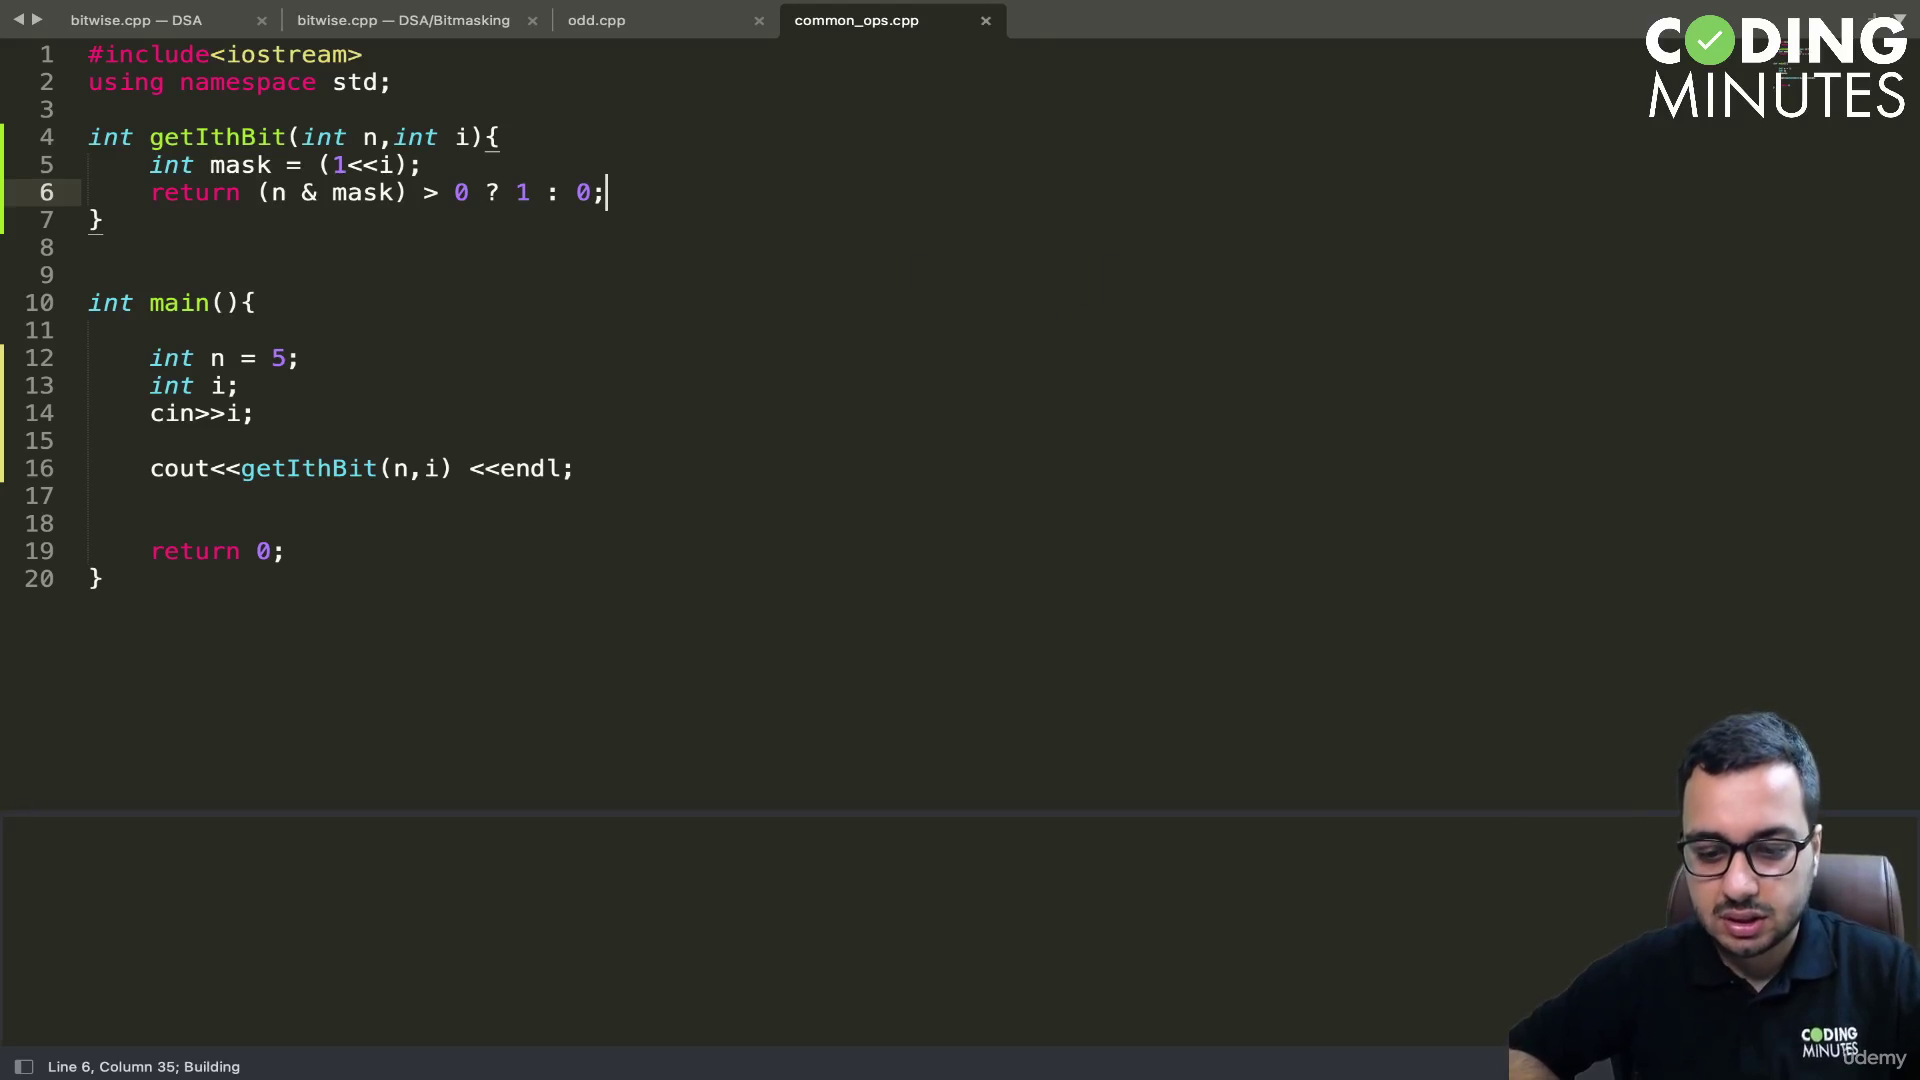 bitwise.cpp — DSA
bitwise.cpp — DSA/Bitmasking
odd.cpp
common_ops.cpp
CODING
MINUTES
1 #include<iostream>
2 using namespace std;
3
4 int getIthBit(int n,int i){
5 int mask = (1<<i);
6 return (n & mask) > 0 ? 1 : 0;
7 }
8
9
10 int main(){
11
12 int n = 5;
13 int i;
14 cin>>i;
15
16 cout<<getIthBit(n,i) <<endl;
17
18
19 return 0;
20 }
CODING
MINUTES
udemy
Line 6, Column 35; Building